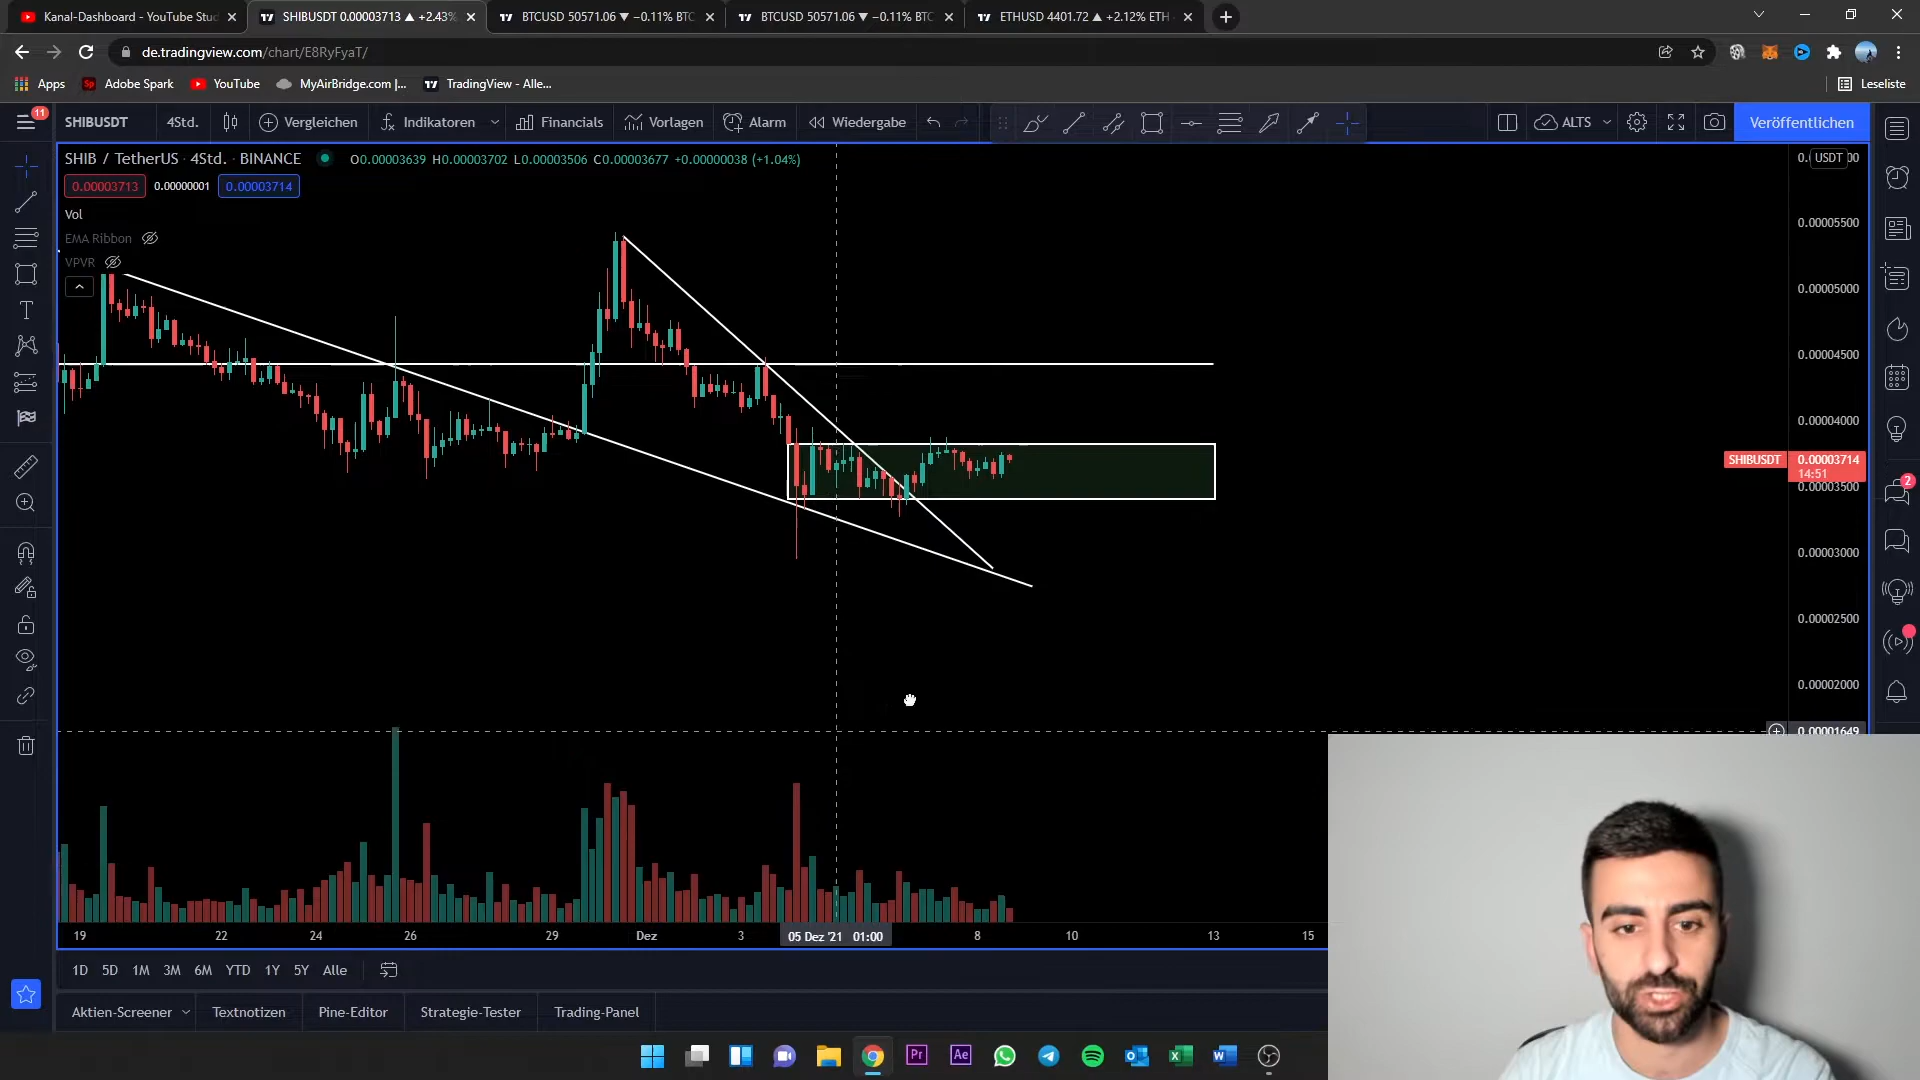 Kanal-Dashboard - YouTube Stud
SHIBUSDT 0.00003713 ▲ +2.43%
BTCUSD 50571.06 ▼ −0.11% BTC
BTCUSD 50571.06 ▼ −0.11% BTC
ETHUSD 4401.72 ▲ +2.12% ETH
de.tradingview.com/chart/E8RyFyaT/
Apps
Adobe Spark
YouTube
MyAirBridge.com |...
TradingView - Alle...
Leseliste
11
SHIBUSDT
4Std.
Vergleichen
Indikatoren
Financials
Vorlagen
Alarm
Wiedergabe
ALTS
Veröffentlichen
SHIB / TetherUS · 4Std. · BINANCE
O0.00003639 H0.00003702 L0.00003506 C0.00003677 +0.00000038 (+1.04%)
USDT
0.00003713
0.00000001
0.00003714
Vol
EMA Ribbon
VPVR
0.00005500
0.00005000
0.00004500
0.00004000
SHIBUSDT
0.00003714
14:51
0.00003500
2
0.00003000
0.00002500
0.00002000
0.00001649
19
22
24
26
29
Dez
3
05 Dez '21 01:00
8
10
13
15
1D
5D
1M
3M
6M
YTD
1Y
5Y
Alle
Aktien-Screener
Textnotizen
Pine-Editor
Strategie-Tester
Trading-Panel
Pr
Ae